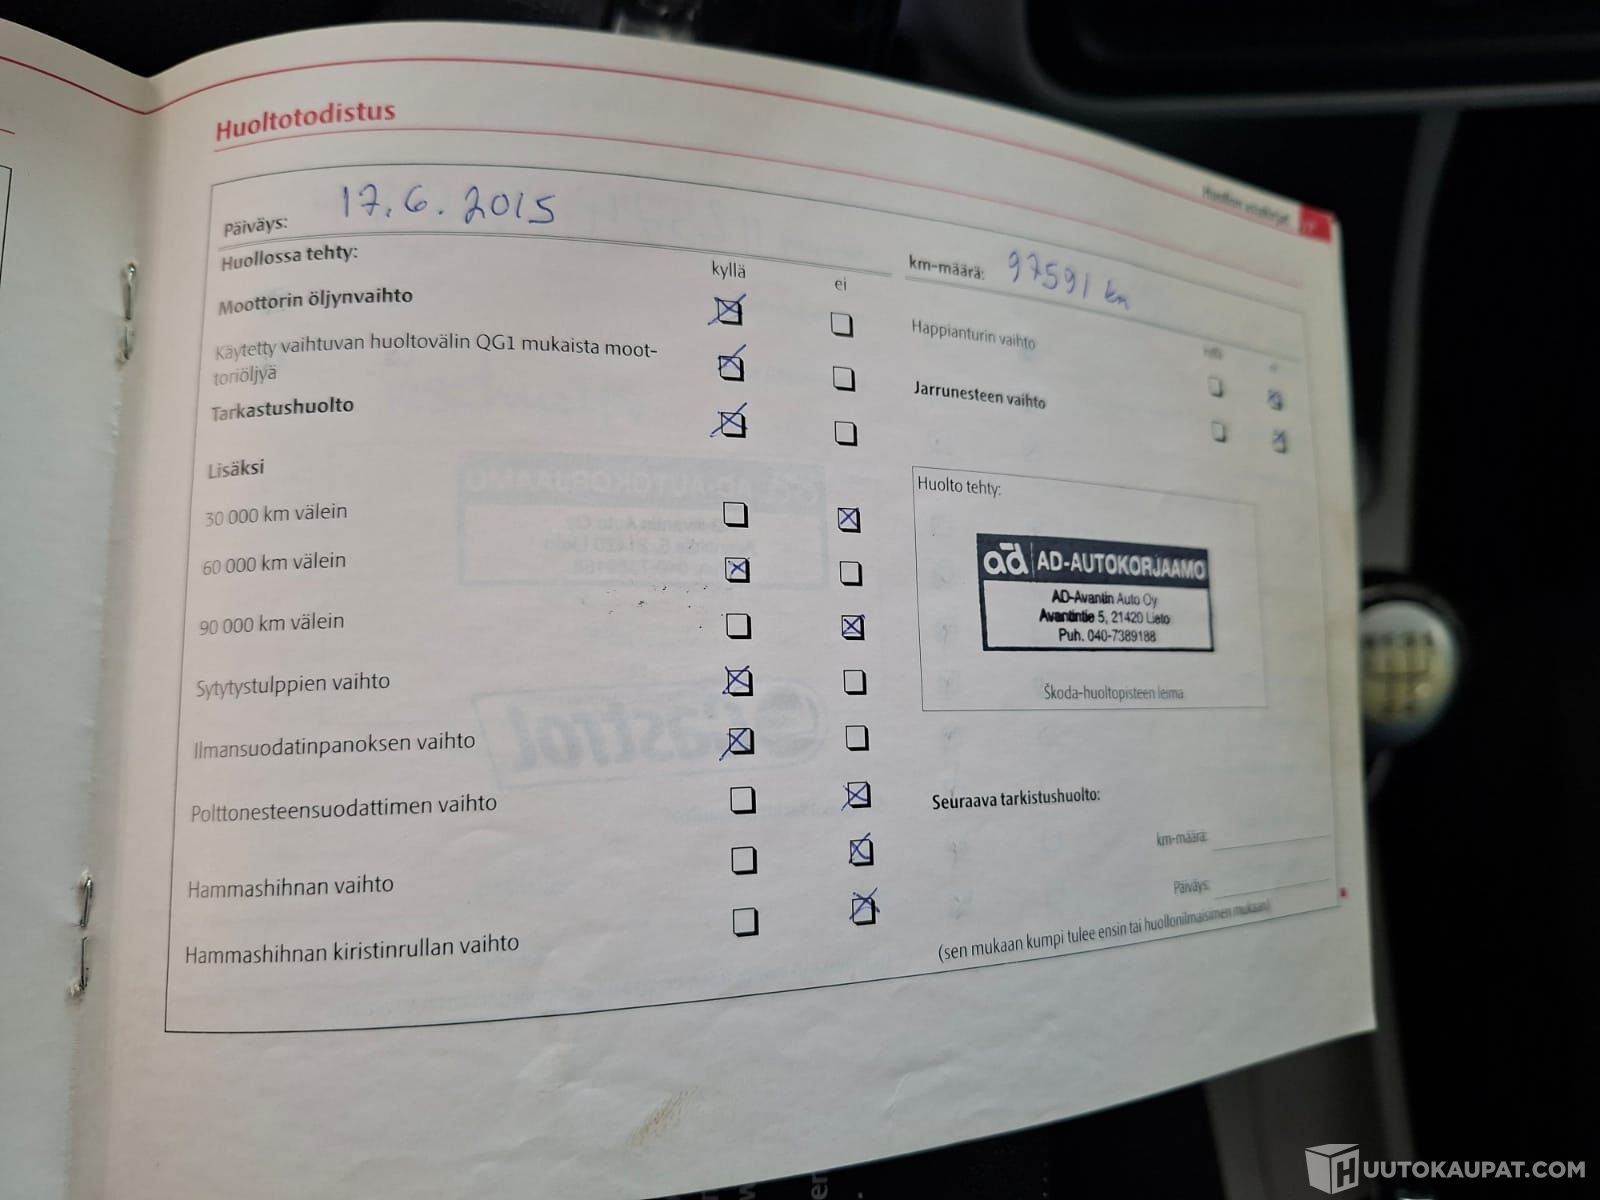 Huoltotodistus
Päiväys: 17.6.2015
Huollossa tehty:
kyllä ei
Moottorin öljynvaihto
Käytetty vaihtuvan huoltovälin QG1 mukaista moot-
toriöljyä
Tarkastushuolto
Lisäksi
30 000 km välein
60 000 km välein
90 000 km välein
Sytytystulppien vaihto
Ilmansuodatinpanoksen vaihto
Polttonesteensuodattimen vaihto
Hammashihnan vaihto
Hammashihnan kiristinrullan vaihto
km-määrä: 97591 km
Happianturin vaihto
Jarrunesteen vaihto
Huolto tehty:
ad AD-AUTOKORJAAMO
AD-Avantin Auto Oy
Avantintie 5, 21420 Lieto
Puh. 040-7389188
Škoda-huoltopisteen leima
Seuraava tarkistushuolto:
km-määrä:
Päiväys:
(sen mukaan kumpi tulee ensin tai huollonilmaisimen mukaan)
HUUTOKAUPAT.COM